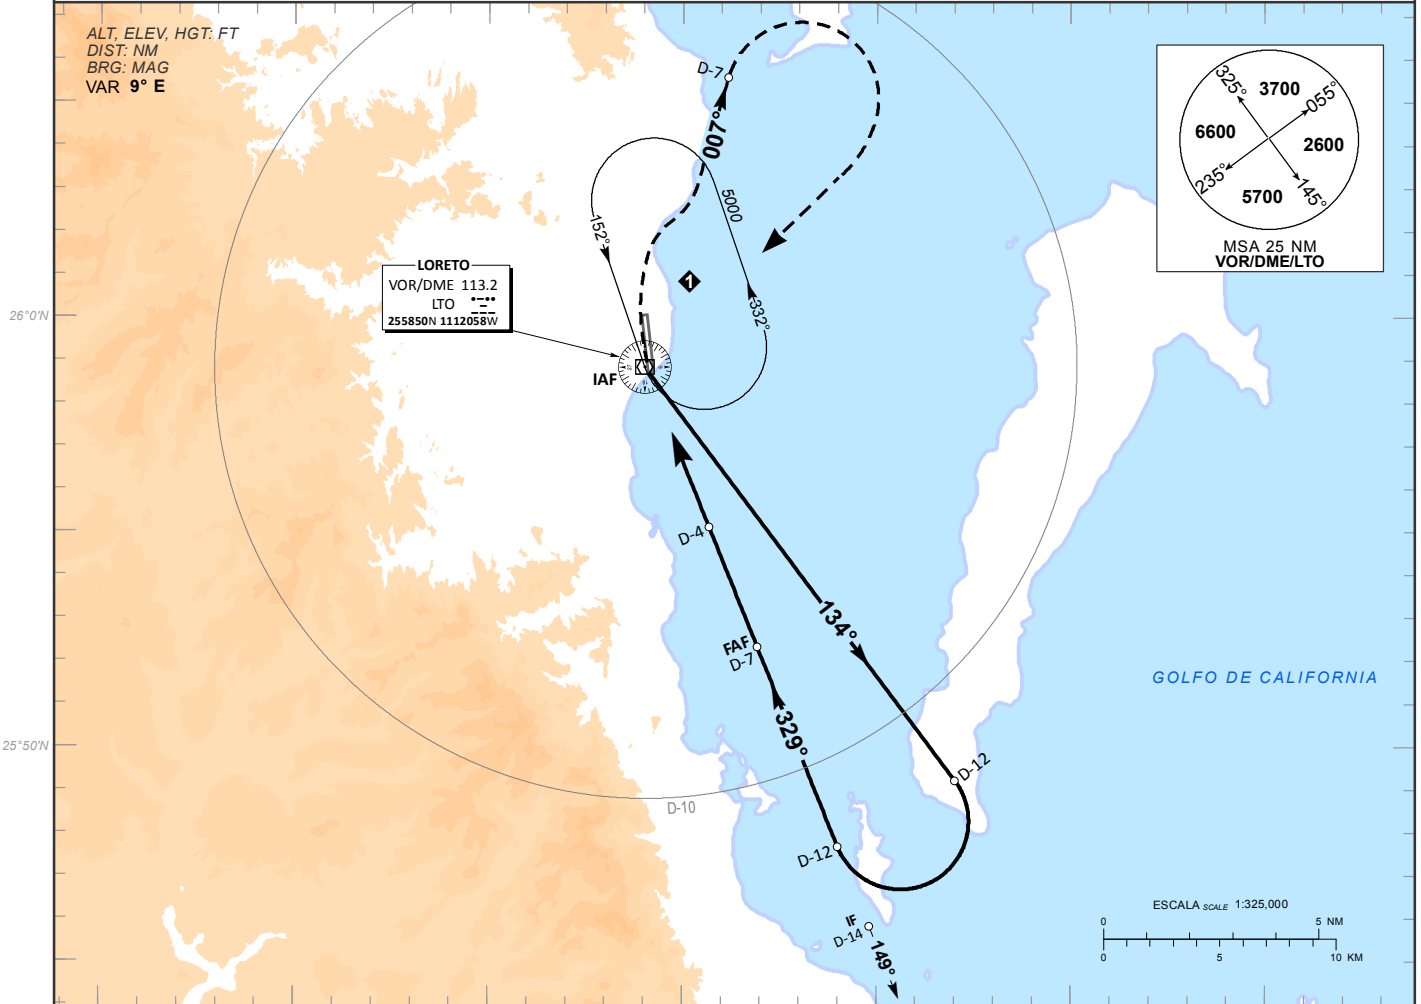 ALT, ELEV, HGT: FT
DIST: NM
BRG: MAG
VAR 9° E
D-7
007°
325°
3700
055°
6600
2600
235°
5700
145°
MSA 25 NM
VOR/DME/LTO
5000
152°
332°
1
LORETO
VOR/DME 113.2
LTO
255850N 1112058W
26°0'N
IAF
D-4
134°
FAF
D-7
329°
GOLFO DE CALIFORNIA
25°50'N
D-12
D-10
D-12
IF
D-14
149°
ESCALA SCALE 1:325,000
0 5 NM
0 5 10 KM